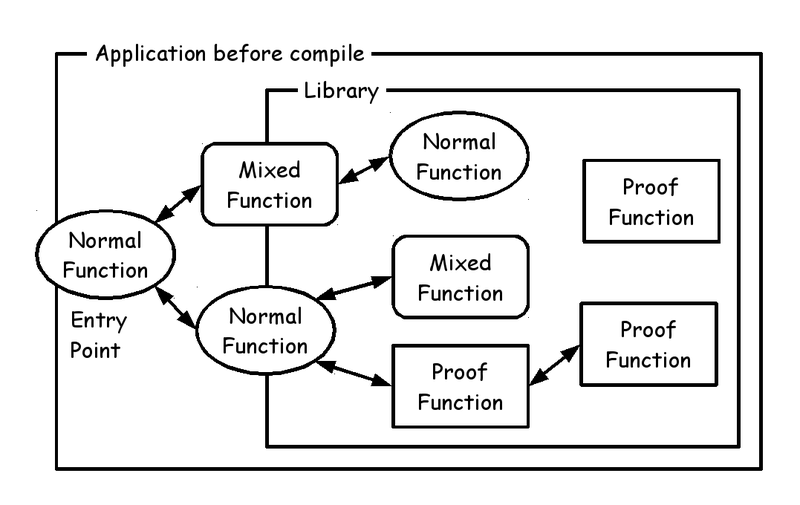 Application before compile
Library
Normal
Function
Mixed
Function
Proof
Function
Normal
Function
Mixed
Function
Entry
Point
Normal
Function
Proof
Function
Proof
Function